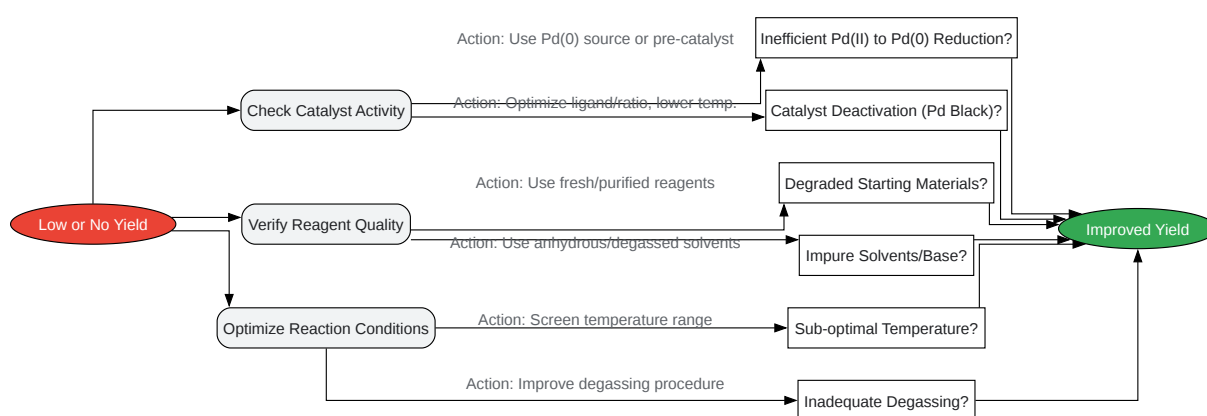 Action: Use Pd(0) source or pre-catalyst
Inefficient Pd(II) to Pd(0) Reduction?
Check Catalyst Activity
Action: Optimize ligand/ratio, lower temp.
Catalyst Deactivation (Pd Black)?
Action: Use fresh/purified reagents
Degraded Starting Materials?
Low or No Yield
Verify Reagent Quality
Action: Use anhydrous/degassed solvents
Impure Solvents/Base?
Improved Yield
Optimize Reaction Conditions
Action: Screen temperature range
Sub-optimal Temperature?
Action: Improve degassing procedure
Inadequate Degassing?